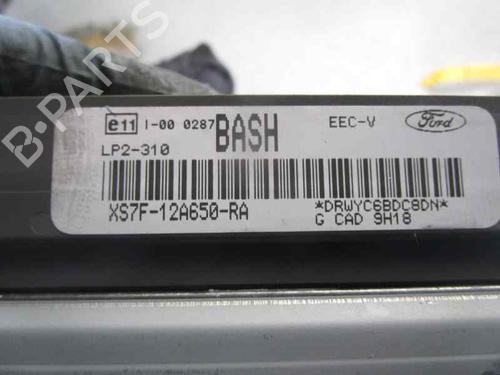 e11 I-00 0287 BASH EEC-V Ford
LP2-310
XS7F-12A650-RA *DRWYC6BDC8DN*
G CAD 9H18
B-PARTS